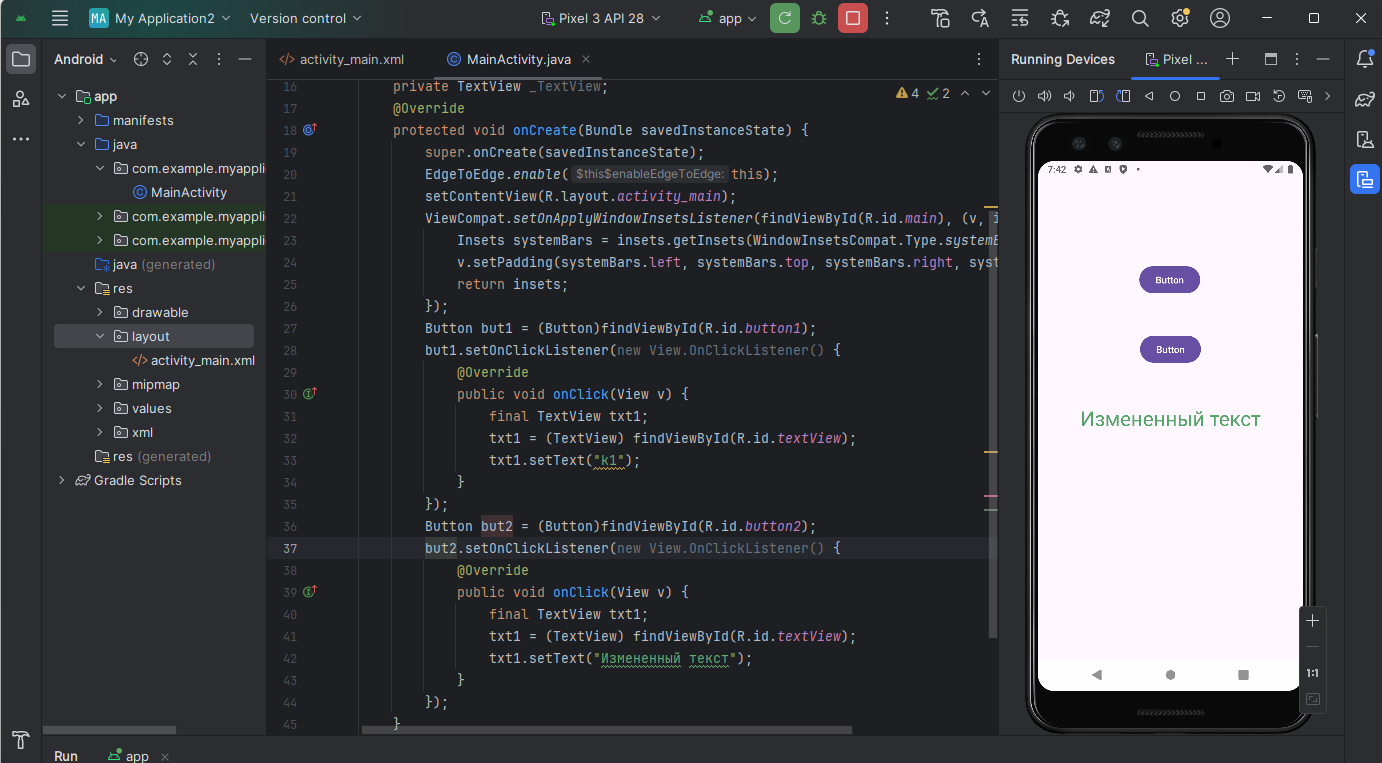 MA My Application2 Version control Pixel 3 API 28 app
Android
app
manifests
java
com.example.myappli
MainActivity
com.example.myappli
com.example.myappli
java (generated)
res
drawable
layout
activity_main.xml
mipmap
values
xml
res (generated)
Gradle Scripts
activity_main.xml MainActivity.java
4 2
16 private TextView _TextView;
17 @Override
18 protected void onCreate(Bundle savedInstanceState) {
19 super.onCreate(savedInstanceState);
20 EdgeToEdge.enable( $this$enableEdgeToEdge: this);
21 setContentView(R.layout.activity_main);
22 ViewCompat.setOnApplyWindowInsetsListener(findViewById(R.id.main), (v, i
23 Insets systemBars = insets.getInsets(WindowInsetsCompat.Type.systemB
24 v.setPadding(systemBars.left, systemBars.top, systemBars.right, syst
25 return insets;
26 });
27 Button but1 = (Button)findViewById(R.id.button1);
28 but1.setOnClickListener(new View.OnClickListener() {
29 @Override
30 public void onClick(View v) {
31 final TextView txt1;
32 txt1 = (TextView) findViewById(R.id.textView);
33 txt1.setText("k1");
34 }
35 });
36 Button but2 = (Button)findViewById(R.id.button2);
37 but2.setOnClickListener(new View.OnClickListener() {
38 @Override
39 public void onClick(View v) {
40 final TextView txt1;
41 txt1 = (TextView) findViewById(R.id.textView);
42 txt1.setText("Измененный текст");
43 }
44 });
45 }
Running Devices Pixel ...
7:42
Button
Button
Измененный текст
1:1
Run app